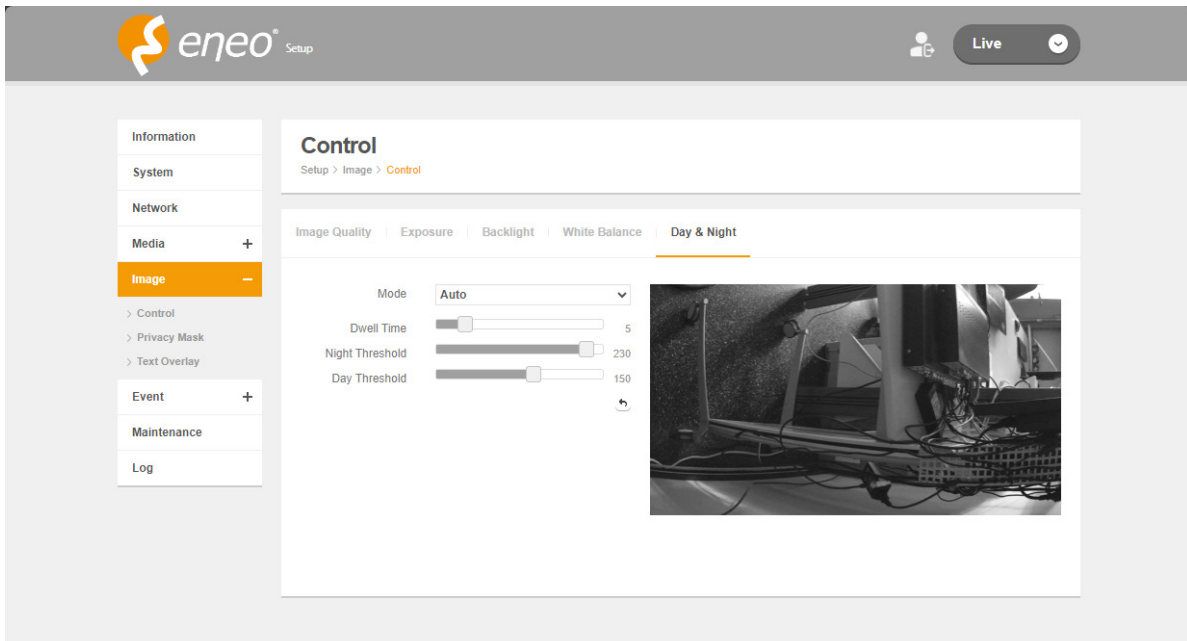 eneo® Setup
Live
Information
System
Network
Media +
Image −
> Control
> Privacy Mask
> Text Overlay
Event +
Maintenance
Log
Control
Setup > Image > Control
Image Quality | Exposure | Backlight | White Balance | Day & Night
Mode Auto
Dwell Time 5
Night Threshold 230
Day Threshold 150